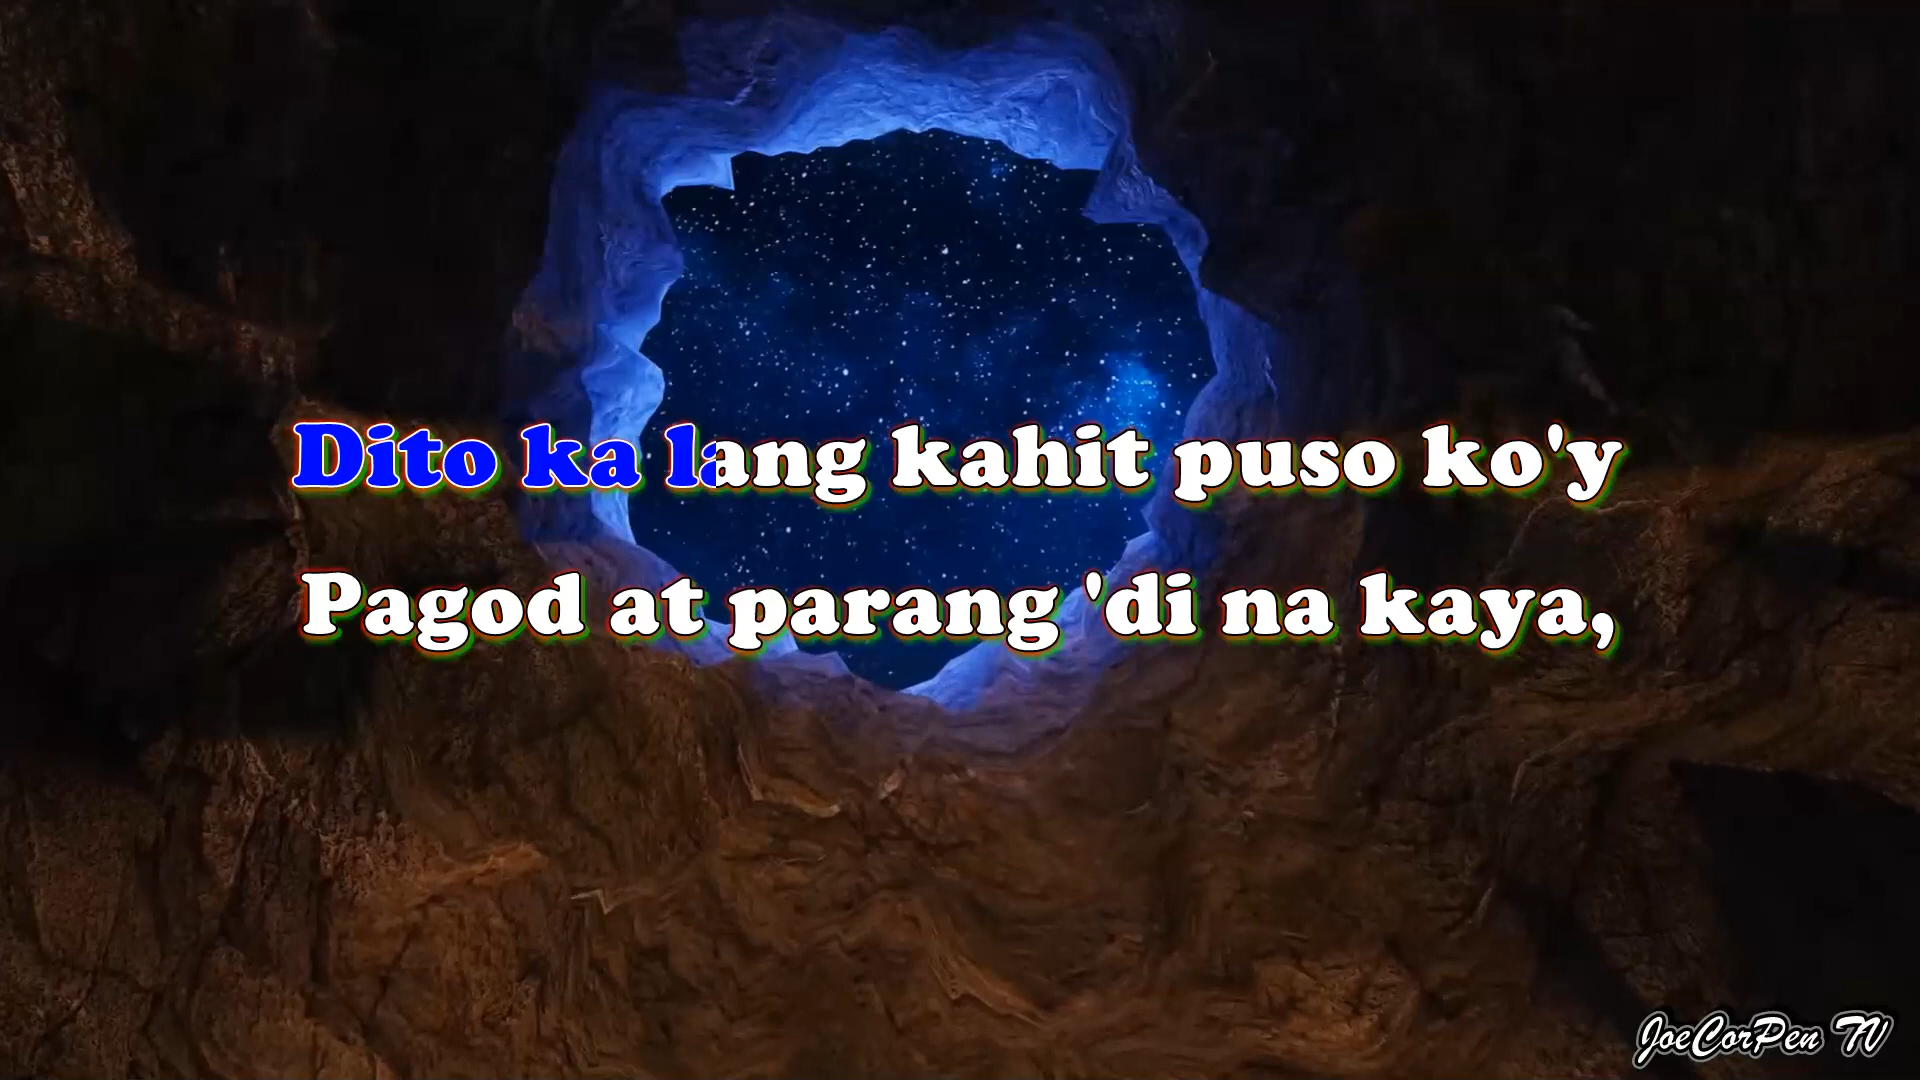 Dito ka lang kahit puso ko'y
Pagod at parang 'di na kaya,
JoeCorPen TV